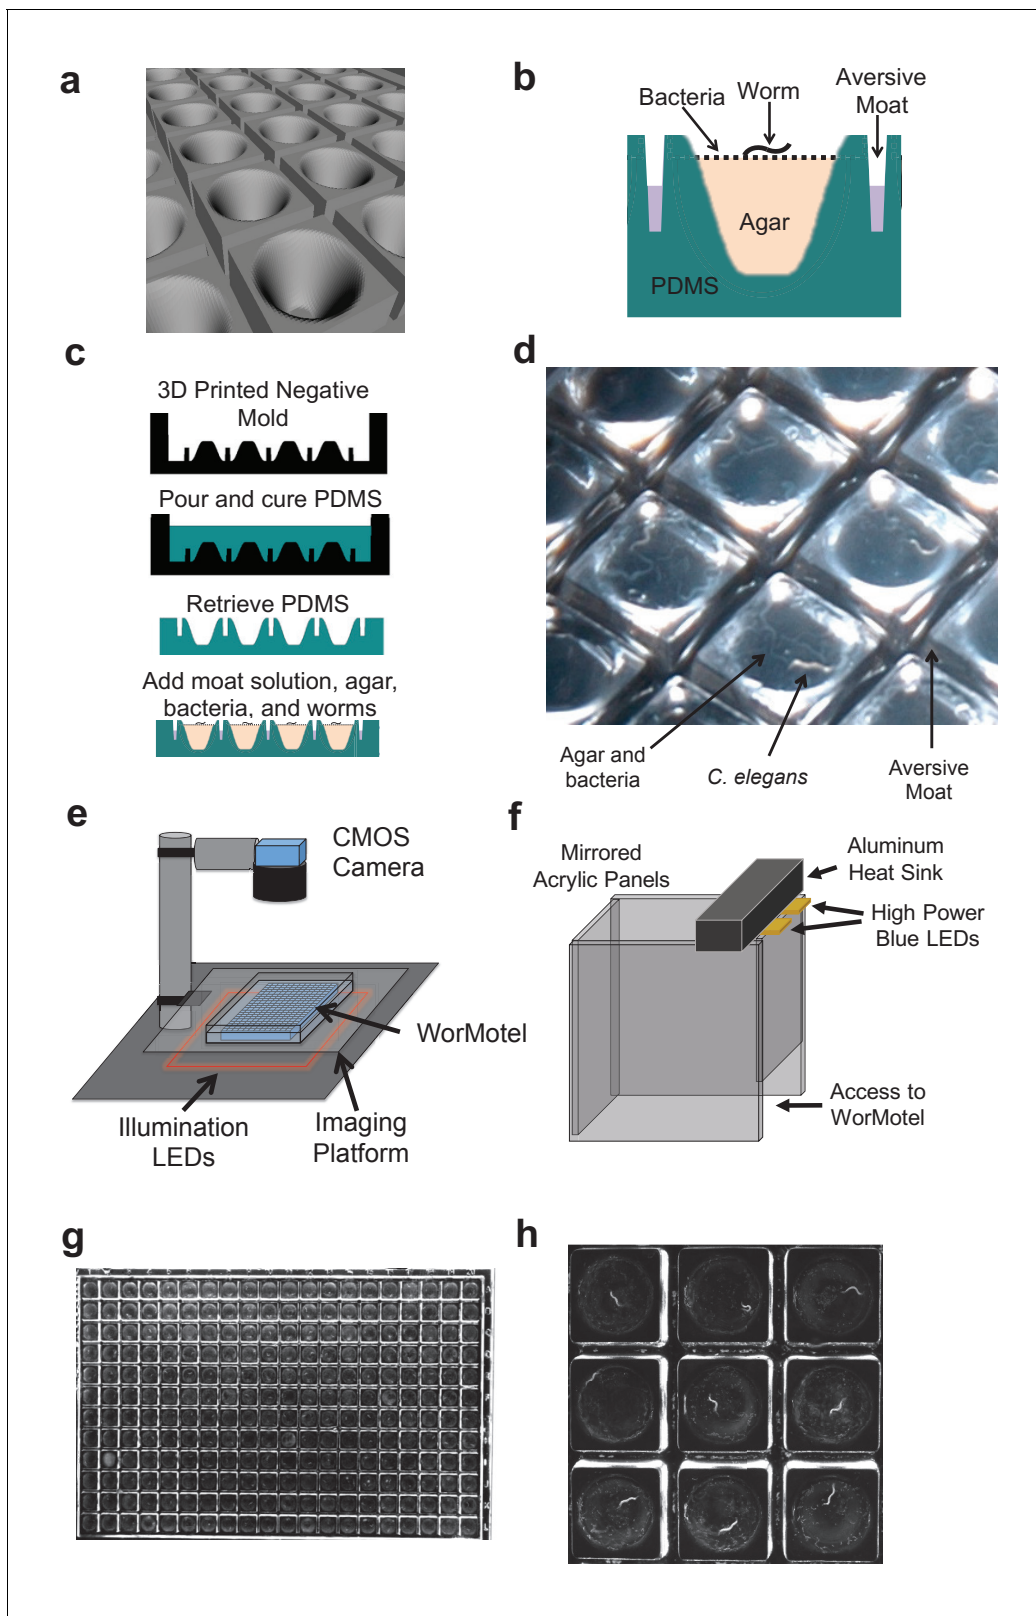 a
b
Bacteria
Worm
Aversive
Moat
Agar
PDMS
c
3D Printed Negative
Mold
Pour and cure PDMS
Retrieve PDMS
Add moat solution, agar,
bacteria, and worms
d
Agar and
bacteria
C. elegans
Aversive
Moat
e
CMOS
Camera
WorMotel
Illumination
LEDs
Imaging
Platform
f
Mirrored
Acrylic Panels
Aluminum
Heat Sink
High Power
Blue LEDs
Access to
WorMotel
g
h